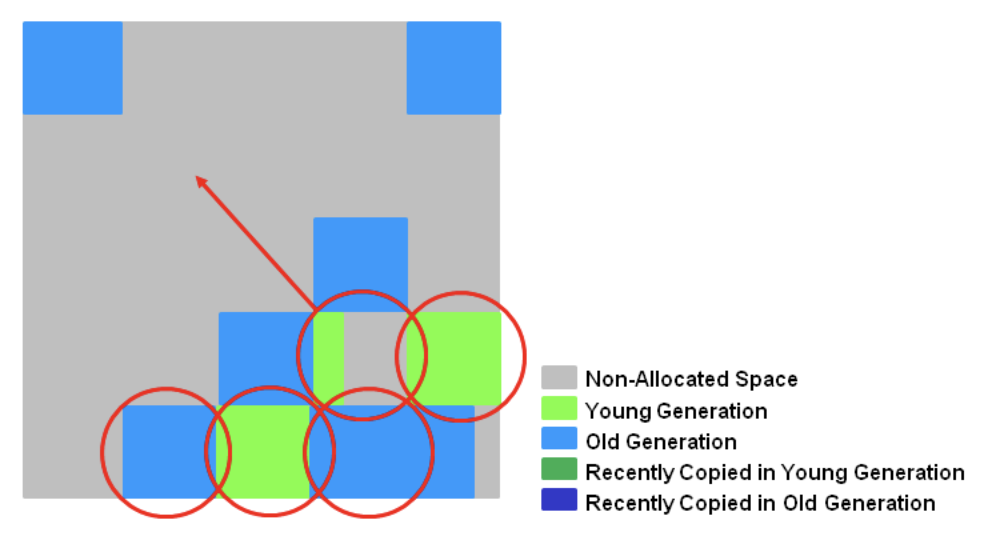 Non-Allocated Space
Young Generation
Old Generation
Recently Copied in Young Generation
Recently Copied in Old Generation